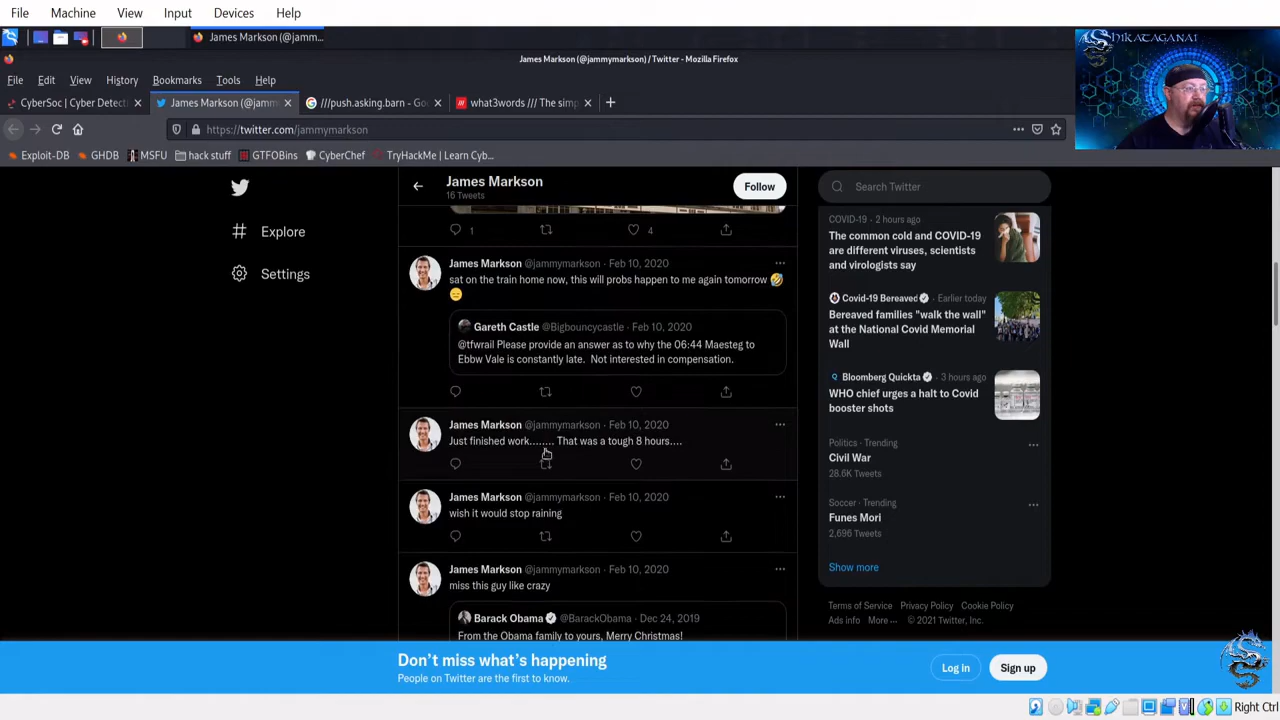 File Machine View Input Devices Help
James Markson (@jamm...
James Markson (@jammymarkson) / Twitter - Mozilla Firefox
SHIKATAGANAI
File Edit View History Bookmarks Tools Help
CyberSoc | Cyber Detecti
James Markson (@jamm
///push.asking.barn - Goo
what3words /// The simp
https://twitter.com/jammymarkson
Exploit-DB GHDB MSFU hack stuff GTFOBins CyberChef TryHackMe | Learn Cyb...
James Markson
16 Tweets
Follow
Search Twitter
Explore
Settings
1 4
James Markson @jammymarkson · Feb 10, 2020
sat on the train home now, this will probs happen to me again tomorrow 🤣
😑
Gareth Castle @Bigbouncycastle · Feb 10, 2020
@tfwrail Please provide an answer as to why the 06:44 Maesteg to
Ebbw Vale is constantly late. Not interested in compensation.
James Markson @jammymarkson · Feb 10, 2020
Just finished work........ That was a tough 8 hours....
James Markson @jammymarkson · Feb 10, 2020
wish it would stop raining
James Markson @jammymarkson · Feb 10, 2020
miss this guy like crazy
Barack Obama @BarackObama · Dec 24, 2019
From the Obama family to yours, Merry Christmas!
COVID-19 · 2 hours ago
The common cold and COVID-19
are different viruses, scientists
and virologists say
Covid-19 Bereaved · Earlier today
Bereaved families "walk the wall"
at the National Covid Memorial
Wall
Bloomberg Quickta · 3 hours ago
WHO chief urges a halt to Covid
booster shots
Politics · Trending
Civil War
28.6K Tweets
Soccer · Trending
Funes Mori
2,696 Tweets
Show more
Terms of Service Privacy Policy Cookie Policy
Ads info More ··· © 2021 Twitter, Inc.
Don't miss what's happening
People on Twitter are the first to know.
Log in
Sign up
Right Ctrl